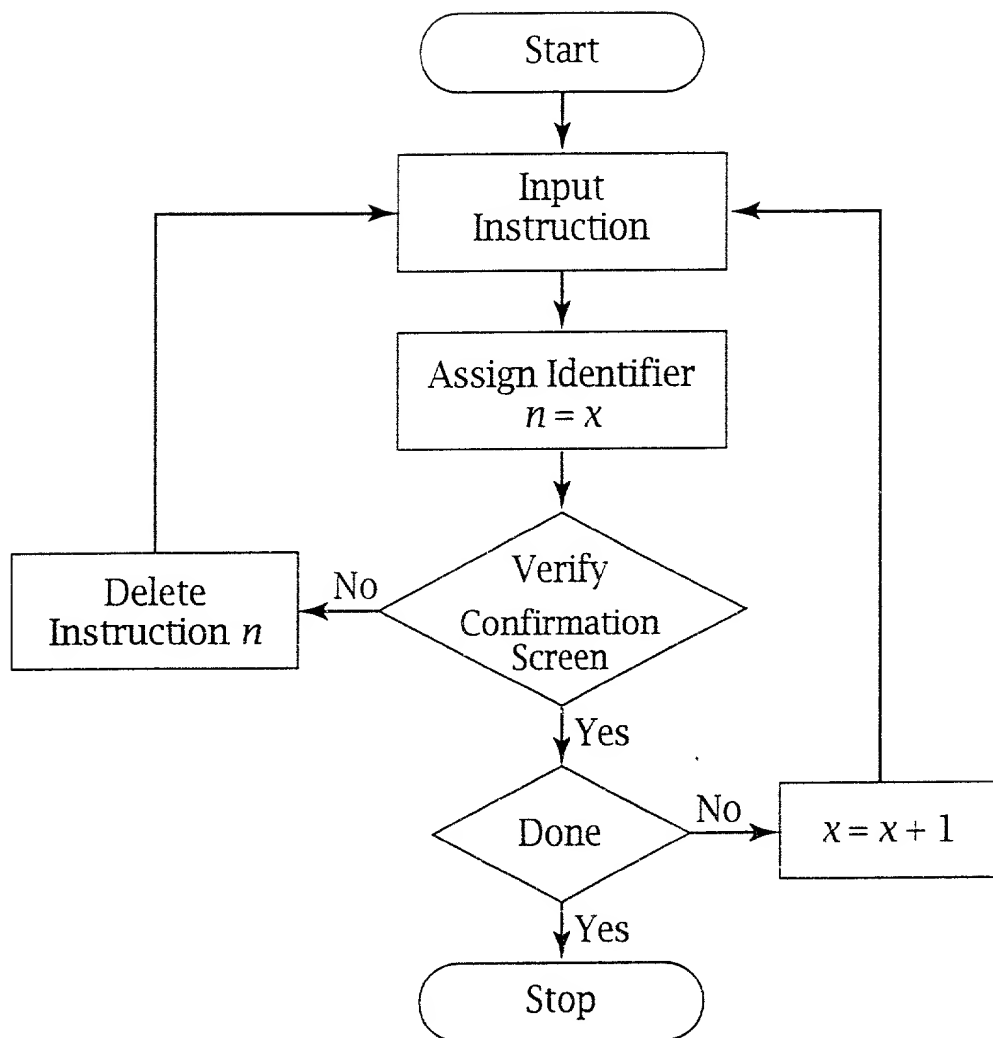 Start
Input
Instruction
Assign Identifier
n = x
Verify
Confirmation
Screen
No
Delete
Instruction n
Yes
Done
No
x = x + 1
Yes
Stop